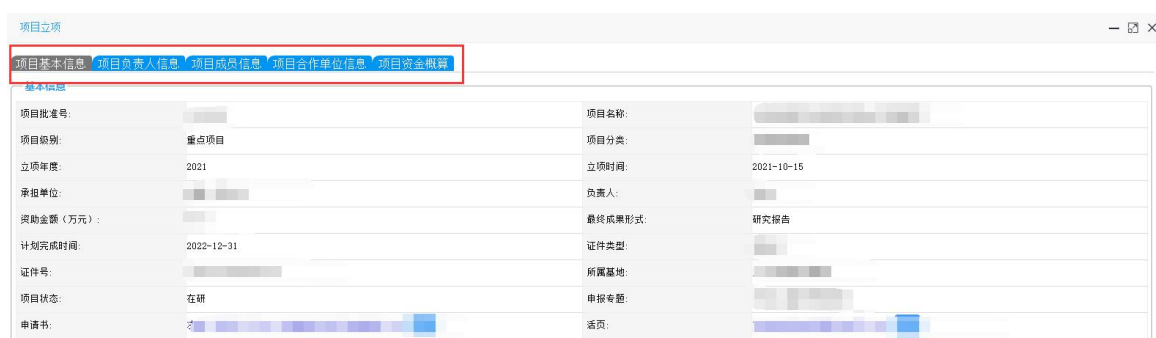 项目立项
项目基本信息 项目负责人信息 项目成员信息 项目合作单位信息 项目资金概算
基本信息
项目批准号: 项目名称:
项目级别: 重点项目 项目分类:
立项年度: 2021 立项时间: 2021-10-15
承担单位: 负责人:
资助金额（万元）: 最终成果形式: 研究报告
计划完成时间: 2022-12-31 证件类型:
证件号: 所属基地:
项目状态: 在研 申报专题:
申请书: 活页: